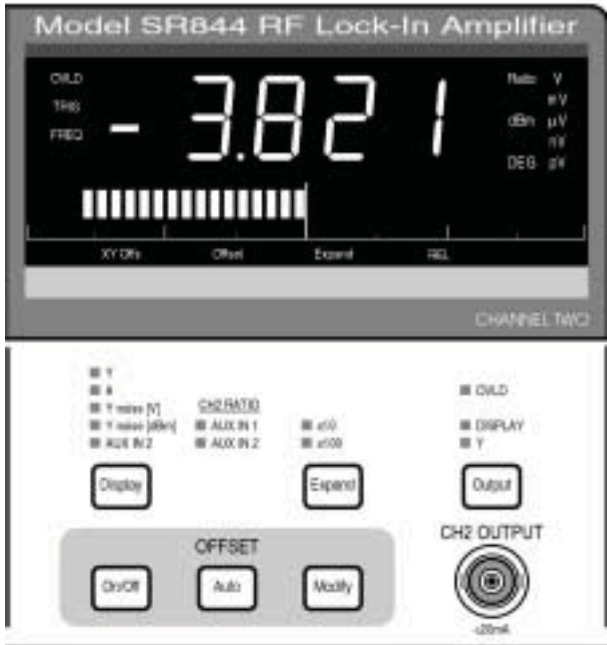 Model SR844 RF Lock-In Amplifier
OVLD
TRIG
FREQ
- 3.821
Ratio V
mV
dBm µV
nV
DEG pV
XY Offs Offset Expand REL
CHANNEL TWO
Y
Y noise [V]
Y noise [dBm]
AUX IN 2
CH2 RATIO
AUX IN 1
AUX IN 2
x10
x100
OVLD
DISPLAY
Y
Display
Expand
Output
OFFSET
On/Off
Auto
Modify
CH2 OUTPUT
±20mA